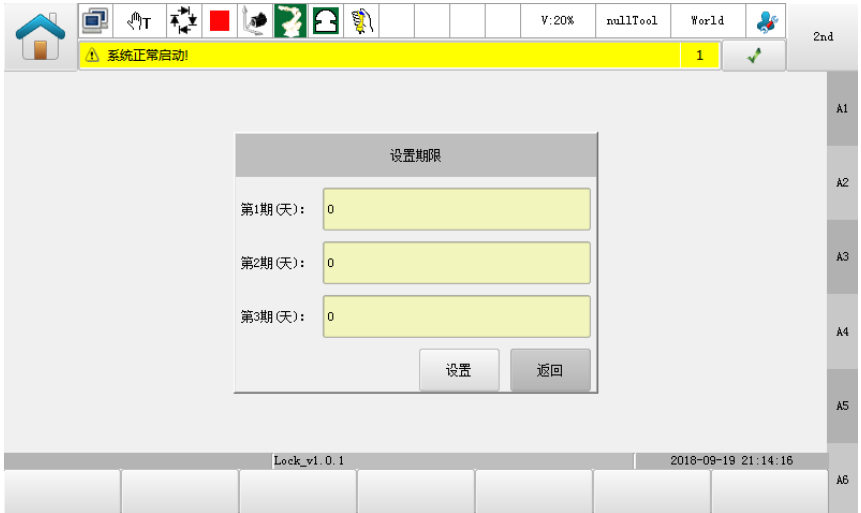 T
V:20%
nullTool
World
2nd
系统正常启动!
1
设置期限
第1期(天):
0
第2期(天):
0
第3期(天):
0
设置
返回
A1
A2
A3
A4
A5
A6
Lock_v1.0.1
2018-09-19 21:14:16